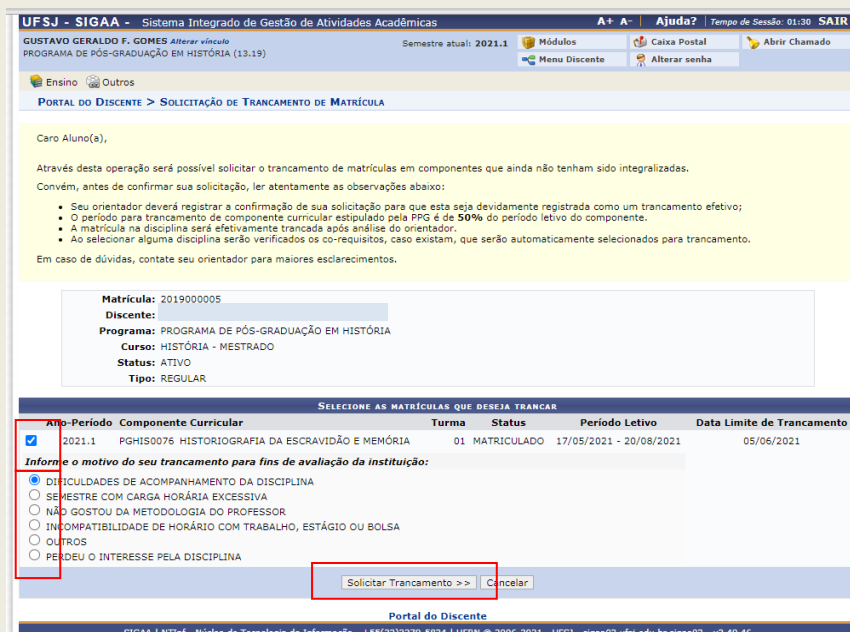 UFSJ - SIGAA - Sistema Integrado de Gestão de Atividades Acadêmicas A+ A- Ajuda? Tempo de Sessão: 01:30 SAIR
GUSTAVO GERALDO F. GOMES Alterar vínculo Semestre atual: 2021.1 Módulos Caixa Postal Abrir Chamado
PROGRAMA DE PÓS-GRADUAÇÃO EM HISTÓRIA (13.19) Menu Discente Alterar senha
Ensino Outros
PORTAL DO DISCENTE > SOLICITAÇÃO DE TRANCAMENTO DE MATRÍCULA
Caro Aluno(a),
Através desta operação será possível solicitar o trancamento de matrículas em componentes que ainda não tenham sido integralizadas.
Convém, antes de confirmar sua solicitação, ler atentamente as observações abaixo:
• Seu orientador deverá registrar a confirmação de sua solicitação para que esta seja devidamente registrada como um trancamento efetivo;
• O período para trancamento de componente curricular estipulado pela PPG é de 50% do período letivo do componente.
• A matrícula na disciplina será efetivamente trancada após análise do orientador.
• Ao selecionar alguma disciplina serão verificados os co-requisitos, caso existam, que serão automaticamente selecionados para trancamento.
Em caso de dúvidas, contate seu orientador para maiores esclarecimentos.
Matrícula: 2019000005
Discente:
Programa: PROGRAMA DE PÓS-GRADUAÇÃO EM HISTÓRIA
Curso: HISTÓRIA - MESTRADO
Status: ATIVO
Tipo: REGULAR
SELECIONE AS MATRÍCULAS QUE DESEJA TRANCAR
Ano-Período Componente Curricular Turma Status Período Letivo Data Limite de Trancamento
2021.1 PGHIS0076 HISTORIOGRAFIA DA ESCRAVIDÃO E MEMÓRIA 01 MATRICULADO 17/05/2021 - 20/08/2021 05/06/2021
Informe o motivo do seu trancamento para fins de avaliação da instituição:
DIFICULDADES DE ACOMPANHAMENTO DA DISCIPLINA
SEMESTRE COM CARGA HORÁRIA EXCESSIVA
NÃO GOSTOU DA METODOLOGIA DO PROFESSOR
INCOMPATIBILIDADE DE HORÁRIO COM TRABALHO, ESTÁGIO OU BOLSA
OUTROS
PERDEU O INTERESSE PELA DISCIPLINA
Solicitar Trancamento >> Cancelar
Portal do Discente
SIGAA | NTInf - Núcleo de Tecnologia da Informação